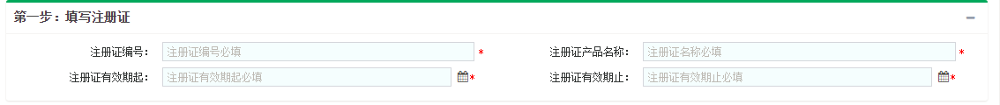 第一步：填写注册证
注册证编号： 注册证编号必填 * 注册证产品名称： 注册证名称必填 *
注册证有效期起： 注册证有效期起必填 * 注册证有效期止： 注册证有效期止必填 *